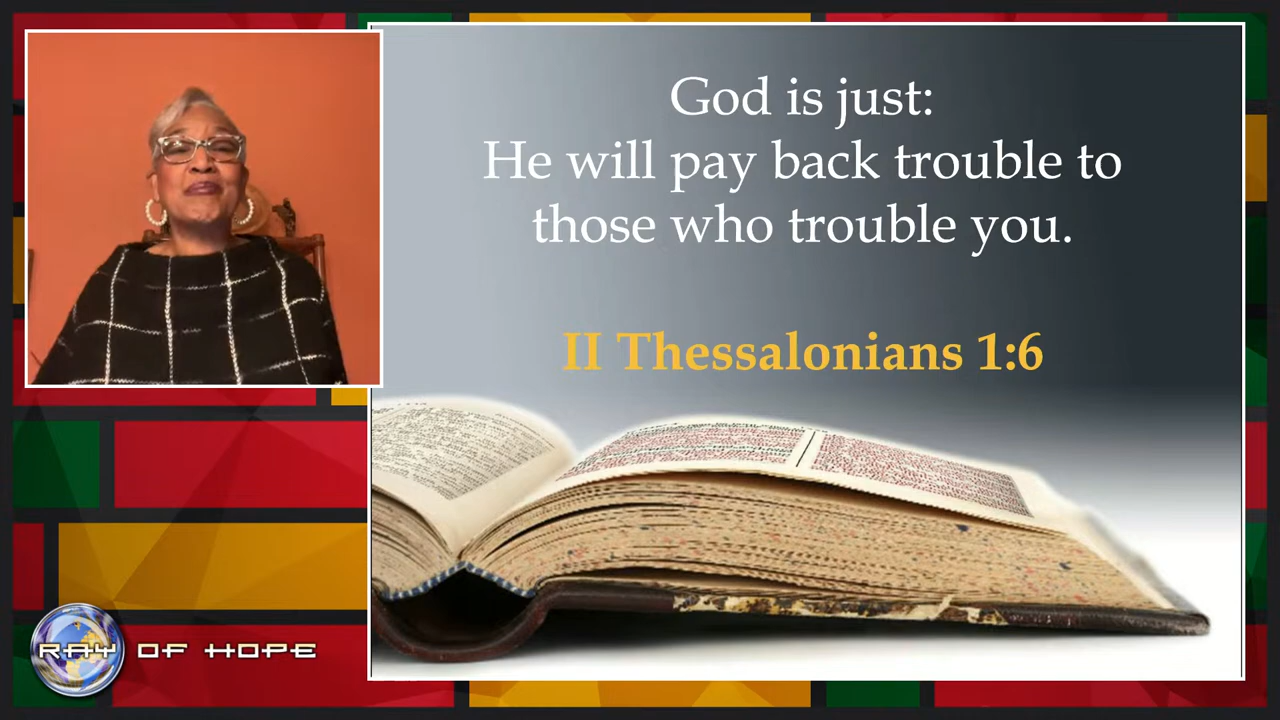 God is just:
He will pay back trouble to
those who trouble you.
II Thessalonians 1:6
RAY OF HOPE